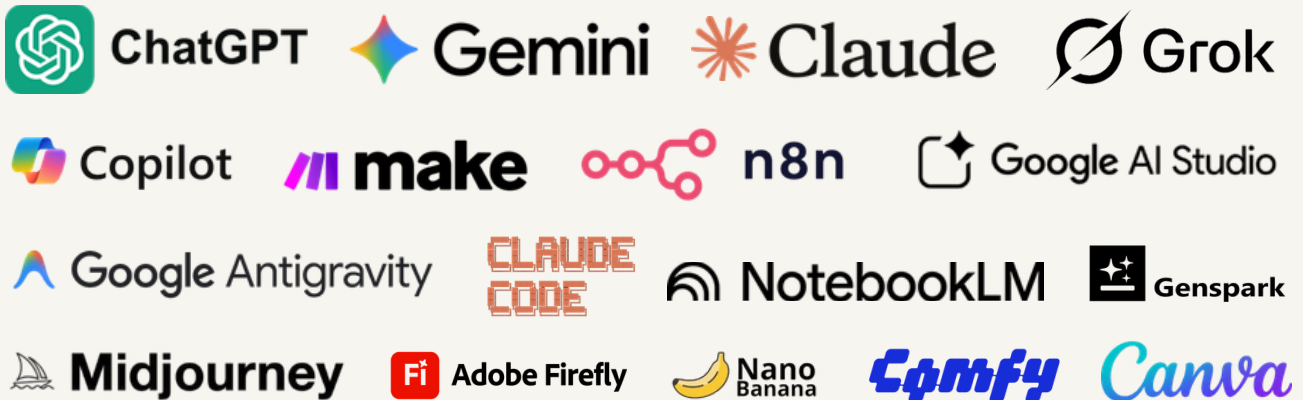 ChatGPT
Gemini
Claude
Grok
Copilot
make
n8n
Google AI Studio
Google Antigravity
CLAUDE
CODE
NotebookLM
Genspark
Midjourney
Fi
Adobe Firefly
Nano
Banana
Comfy
Canva